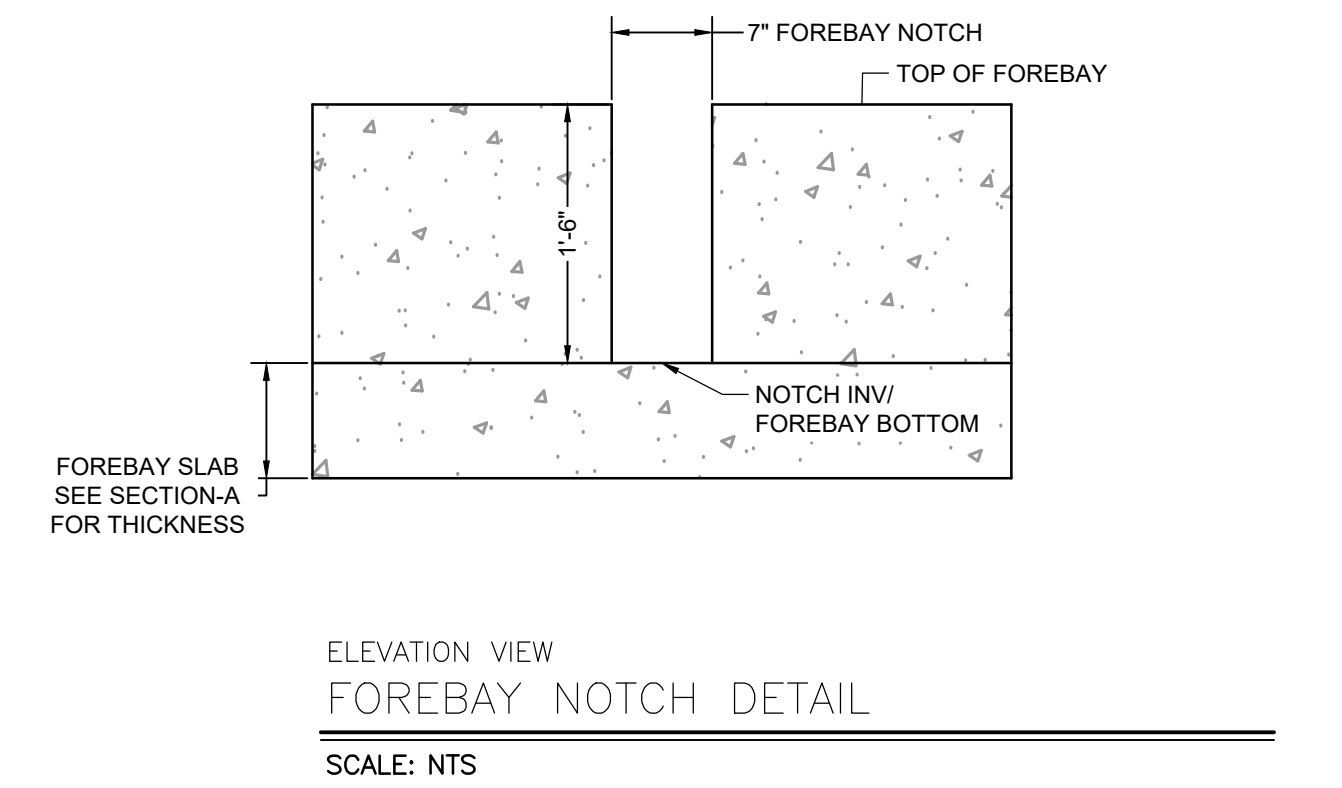 7" FOREBAY NOTCH
TOP OF FOREBAY
1'-6"
NOTCH INV/
FOREBAY BOTTOM
FOREBAY SLAB
SEE SECTION-A
FOR THICKNESS
ELEVATION VIEW
FOREBAY NOTCH DETAIL
SCALE: NTS